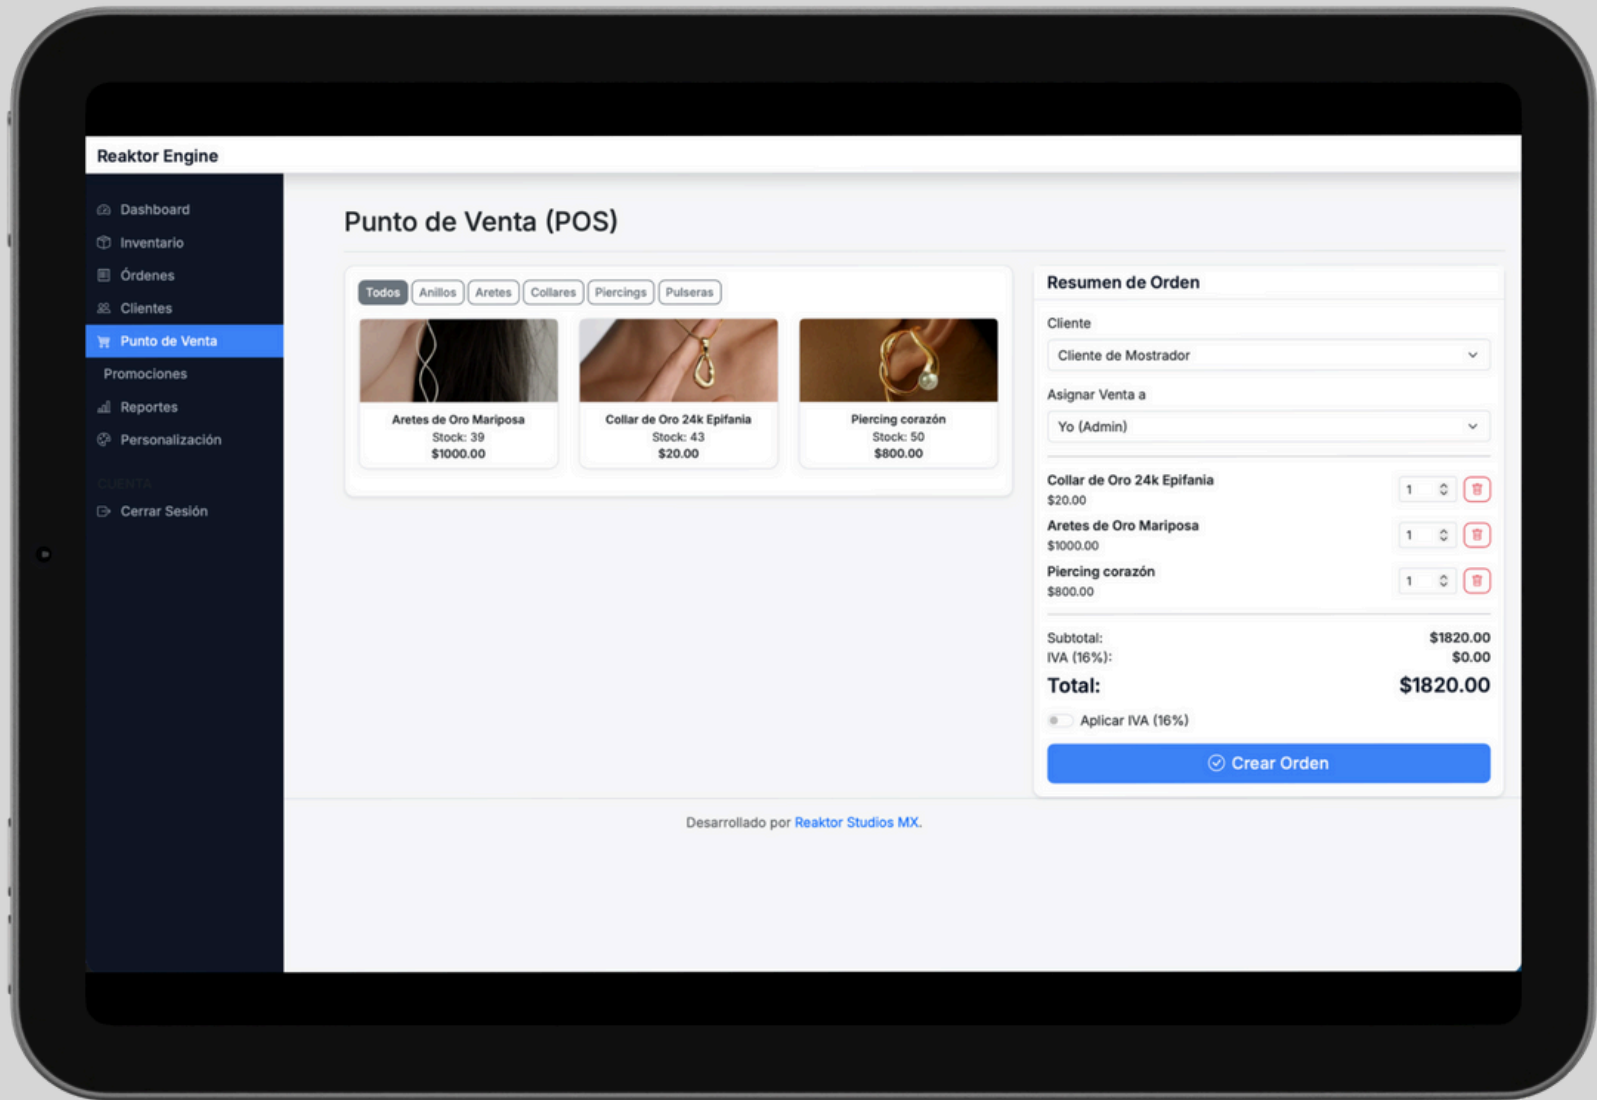 Reaktor Engine
Dashboard
Inventario
Órdenes
Clientes
Punto de Venta
Promociones
Reportes
Personalización
CUENTA
Cerrar Sesión
Punto de Venta (POS)
Todos Anillos Aretes Collares Piercings Pulseras
Aretes de Oro Mariposa
Stock: 39
$1000.00
Collar de Oro 24k Epifania
Stock: 43
$20.00
Piercing corazón
Stock: 50
$800.00
Resumen de Orden
Cliente
Cliente de Mostrador
Asignar Venta a
Yo (Admin)
Collar de Oro 24k Epifania
$20.00 1
Aretes de Oro Mariposa
$1000.00 1
Piercing corazón
$800.00 1
Subtotal: $1820.00
IVA (16%): $0.00
Total: $1820.00
Aplicar IVA (16%)
Crear Orden
Desarrollado por Reaktor Studios MX.